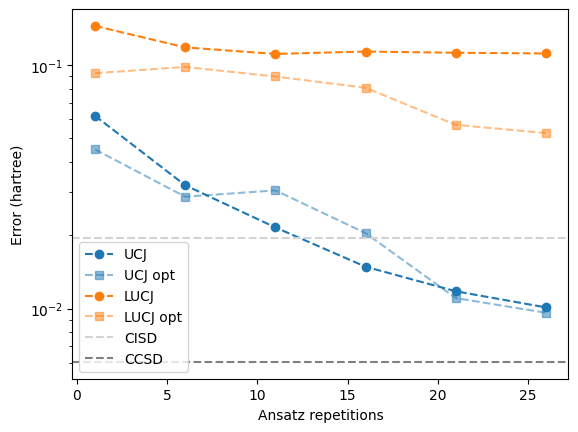 Error (hartree)
10⁻¹
10⁻²
UCJ
UCJ opt
LUCJ
LUCJ opt
CISD
CCSD
0 5 10 15 20 25
Ansatz repetitions